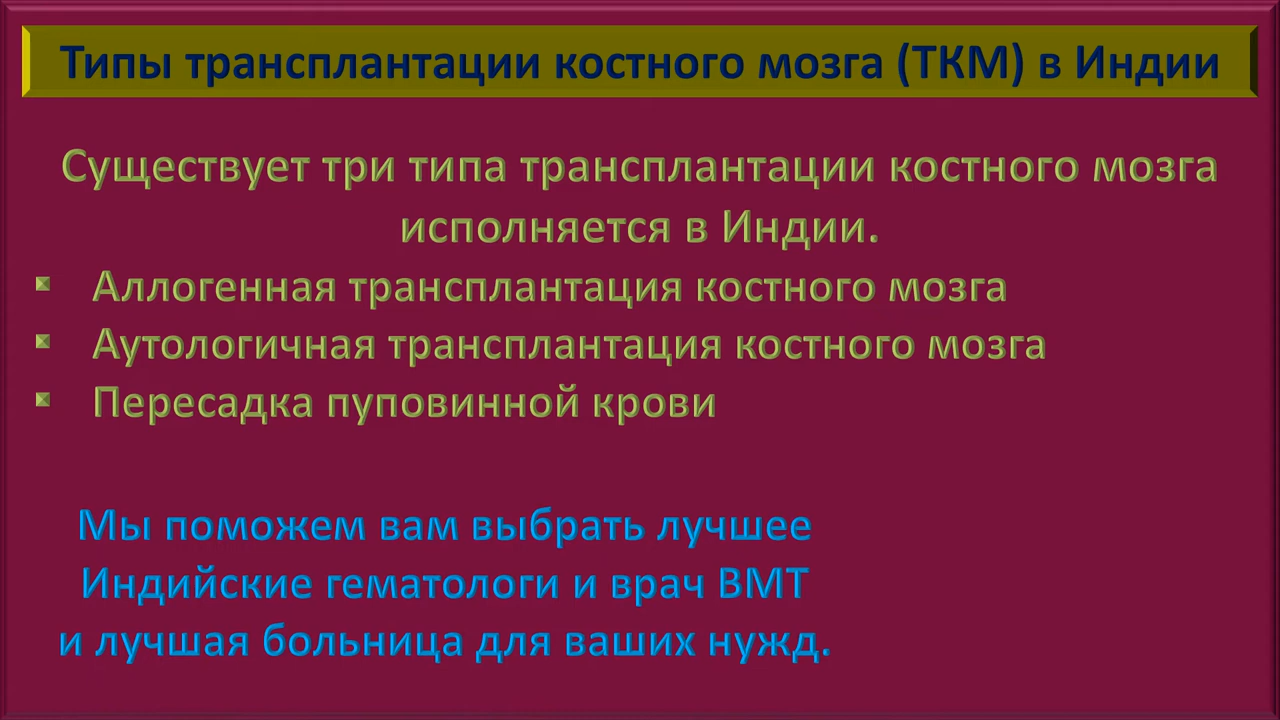 Типы трансплантации костного мозга (ТКМ) в Индии
Существует три типа трансплантации костного мозга
исполняется в Индии.
Аллогенная трансплантация костного мозга
Аутологичная трансплантация костного мозга
Пересадка пуповинной крови
Мы поможем вам выбрать лучшее
Индийские гематологи и врач ВМТ
и лучшая больница для ваших нужд.